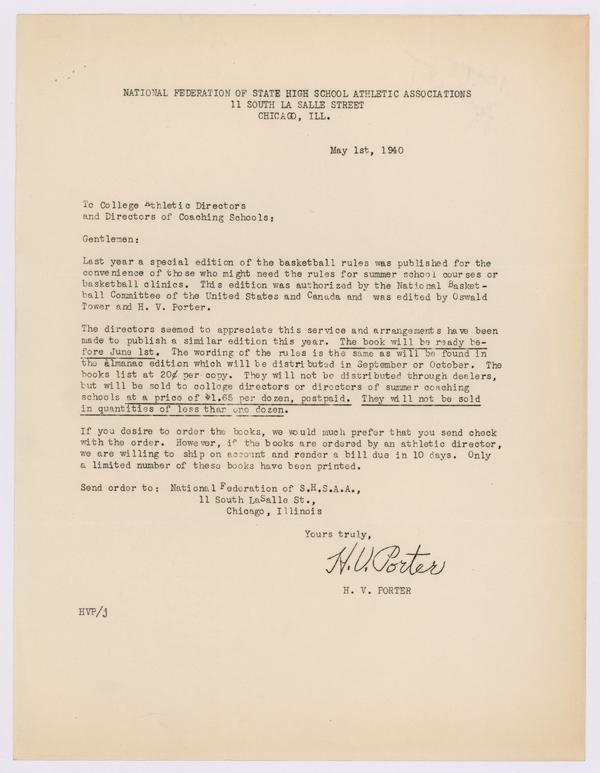 NATIONAL FEDERATION OF STATE HIGH SCHOOL ATHLETIC ASSOCIATIONS
11 SOUTH LA SALLE STREET
CHICAGO, ILL.
May 1st, 1940
To College Athletic Directors
and Directors of Coaching Schools;
Gentlemen:
Last year a special edition of the basketball rules was published for the
convenience of those who might need the rules for summer school courses or
basketball clinics. This edition was authorized by the National Basket-
ball Committee of the United States and Canada and was edited by Oswald
Tower and H. V. Porter.
The directors seemed to appreciate this service and arrangements have been
made to publish a similar edition this year. The book will be ready be-
fore June 1st. The wording of the rules is the same as will be found in
the almanac edition which will be distributed in September or October. The
books list at 20¢ per copy. They will not be distributed through dealers,
but will be sold to college directors or directors of summer coaching
schools at a price of $1.65 per dozen, postpaid. They will not be sold
in quantities of less than one dozen.
If you desire to order the books, we would much prefer that you send check
with the order. However, if the books are ordered by an athletic director,
we are willing to ship on account and render a bill due in 10 days. Only
a limited number of these books have been printed.
Send order to: National Federation of S.H.S.A.A.,
11 South LaSalle St.,
Chicago, Illinois
Yours truly,
H. V. Porter
H. V. PORTER
HVP/j